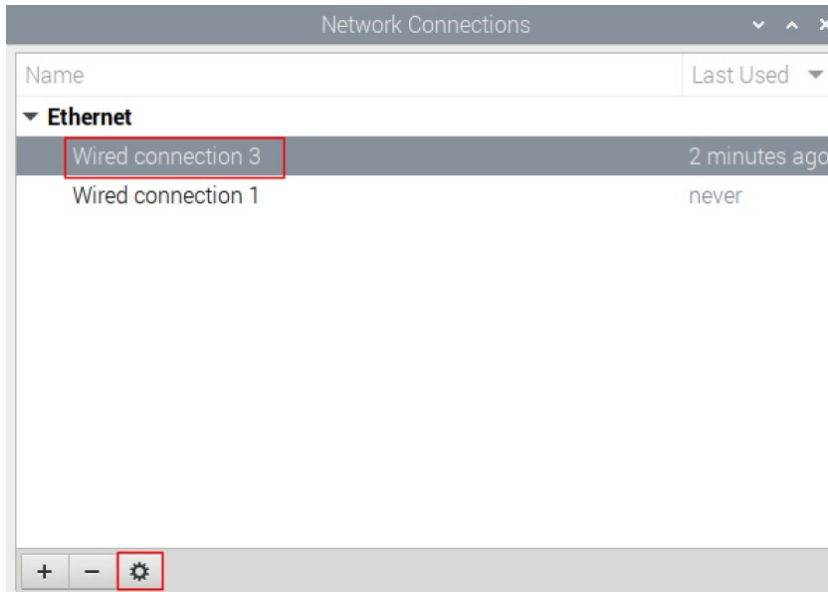 Network Connections
Name Last Used
Ethernet
Wired connection 3 2 minutes ago
Wired connection 1 never